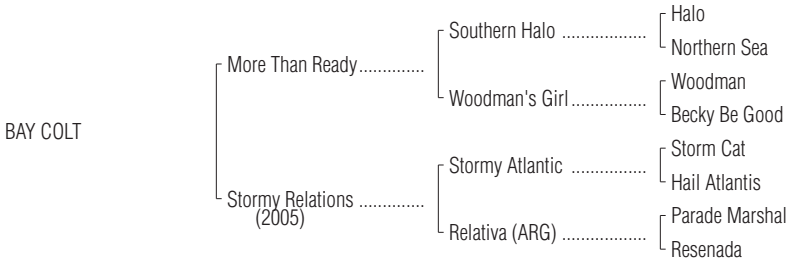 Halo
Southern Halo ..................
Northern Sea
More Than Ready..............
Woodman
Woodman's Girl................
Becky Be Good
BAY COLT
Storm Cat
Stormy Atlantic ................
Hail Atlantis
Stormy Relations ..............
(2005)
Parade Marshal
Relativa (ARG) ..................
Resenada